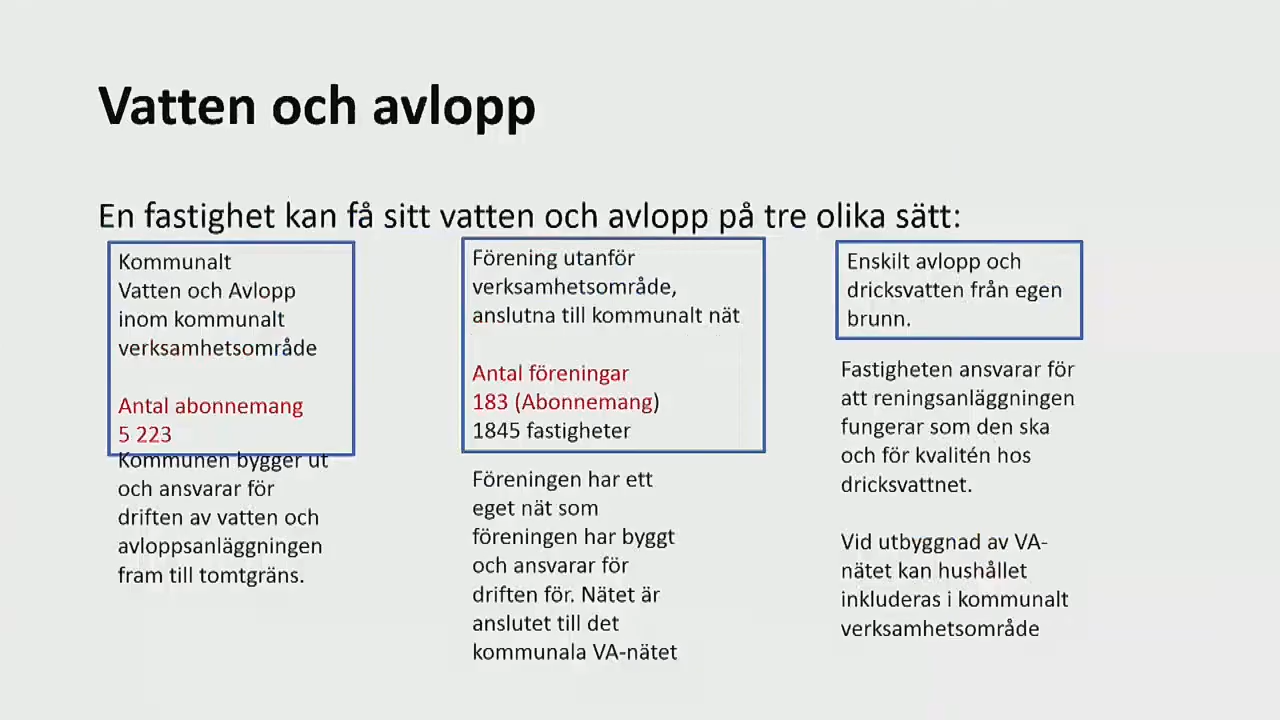 Vatten och avlopp
En fastighet kan få sitt vatten och avlopp på tre olika sätt:
Kommunalt
Vatten och Avlopp
inom kommunalt
verksamhetsområde
Antal abonnemang
5 223
Kommunen bygger ut
och ansvarar för
driften av vatten och
avloppsanläggningen
fram till tomtgräns.
Förening utanför
verksamhetsområde,
anslutna till kommunalt nät
Antal föreningar
183 (Abonnemang)
1845 fastigheter
Föreningen har ett
eget nät som
föreningen har byggt
och ansvarar för
driften för. Nätet är
anslutet till det
kommunala VA-nätet
Enskilt avlopp och
dricksvatten från egen
brunn.
Fastigheten ansvarar för
att reningsanläggningen
fungerar som den ska
och för kvalitén hos
dricksvattnet.
Vid utbyggnad av VA-
nätet kan hushållet
inkluderas i kommunalt
verksamhetsområde